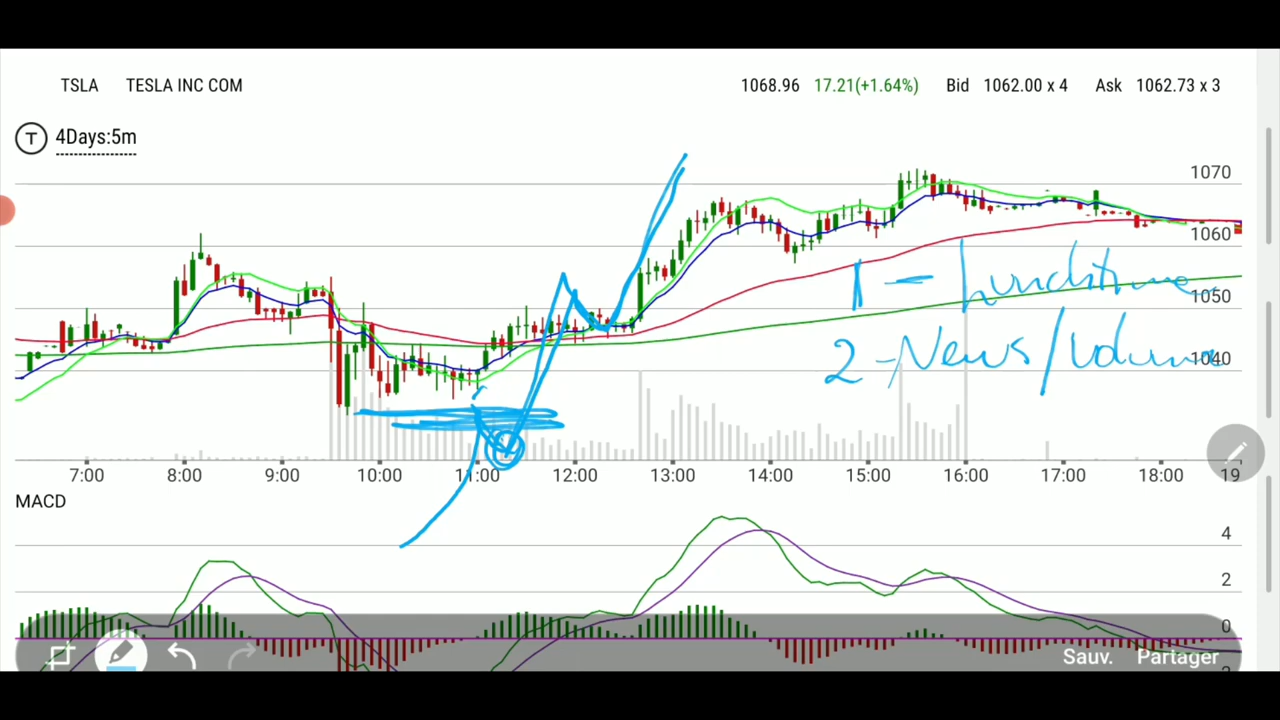 TSLA TESLA INC COM 1068.96 17.21(+1.64%) Bid 1062.00 x 4 Ask 1062.73 x 3
T 4Days:5m
1070
1060
1 - Lunchtime
1050
2 - News/Volume
1040
7:00 8:00 9:00 10:00 11:00 12:00 13:00 14:00 15:00 16:00 17:00 18:00 19
MACD
4
2
0
Sauv. Partager